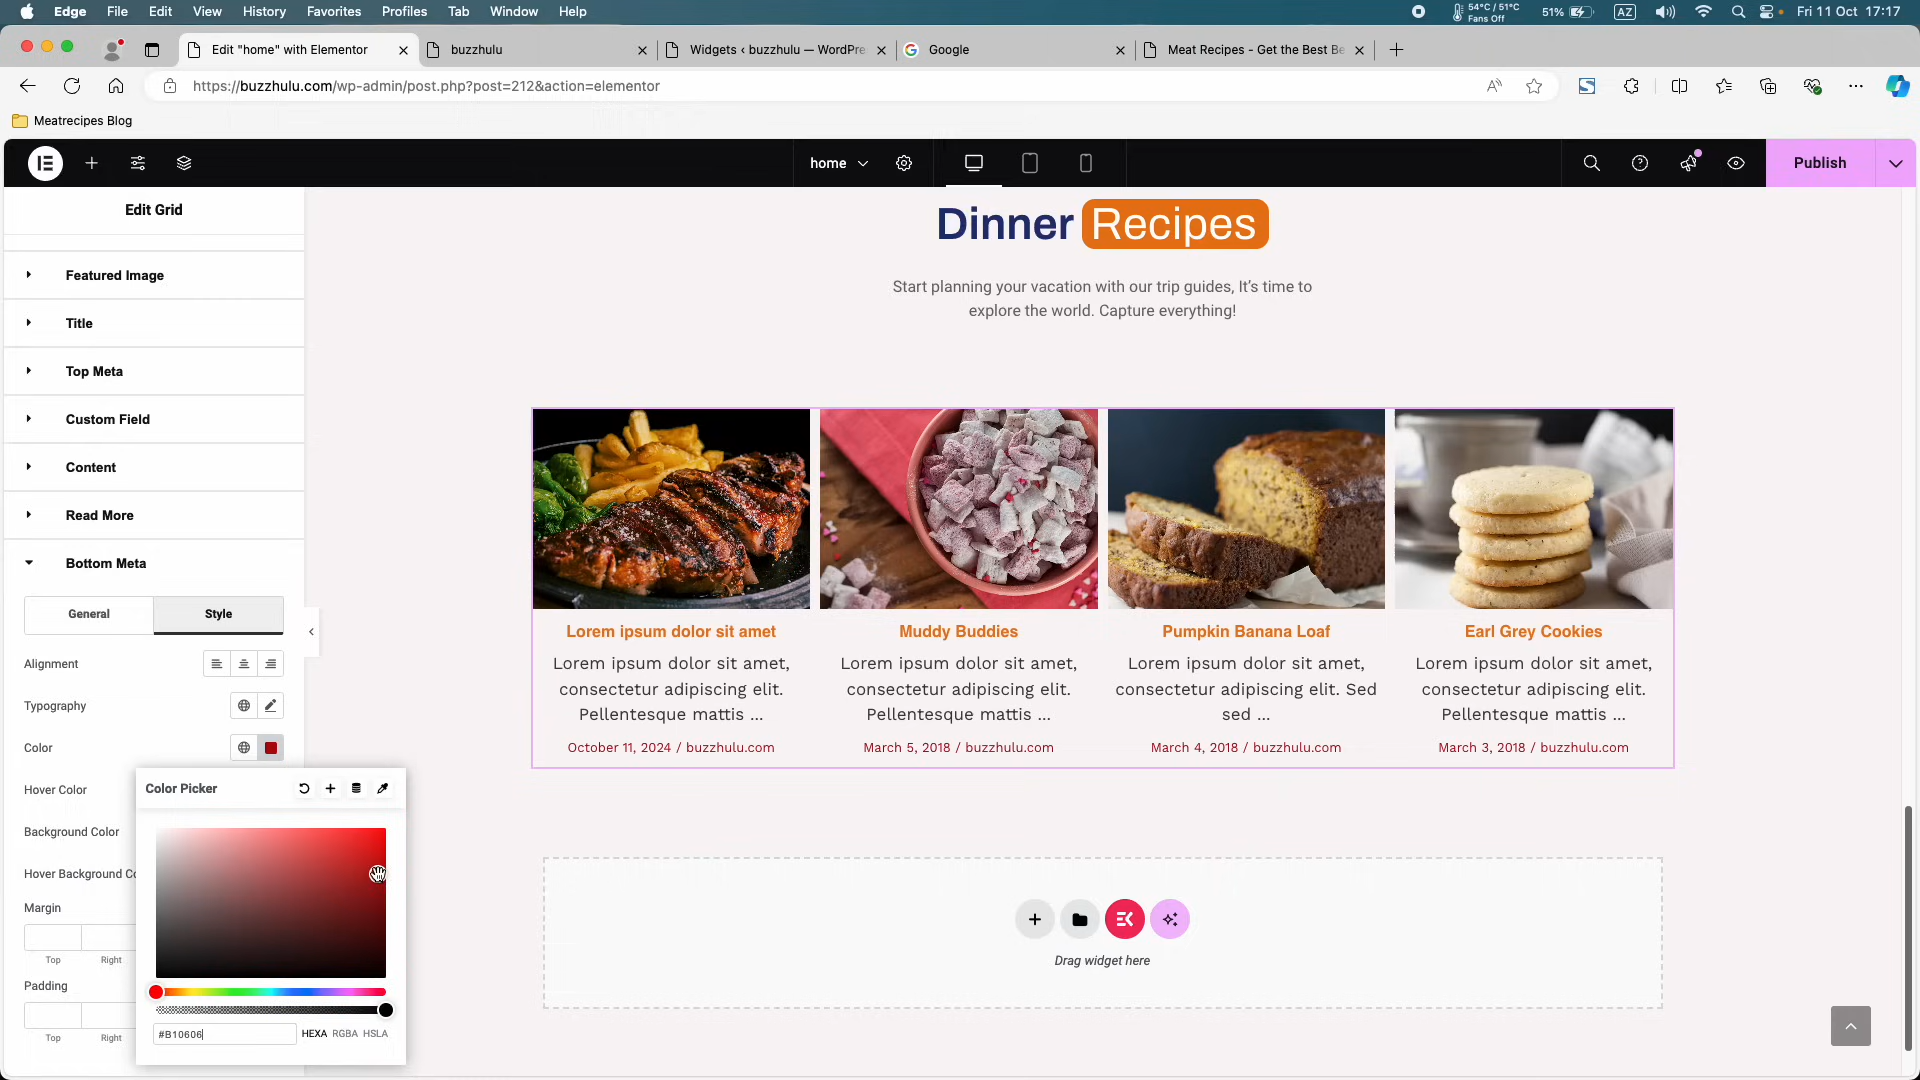 Edge File Edit View History Favorites Profiles Tab Window Help
54°C / 51°C
Fans Off
51%
AZ
Fri 11 Oct 17:17
Edit "home" with Elementor
buzzhulu
Widgets ‹ buzzhulu — WordPre
Google
Meat Recipes - Get the Best Be
https://buzzhulu.com/wp-admin/post.php?post=212&action=elementor
Meatrecipes Blog
home
Publish
Edit Grid
Featured Image
Title
Top Meta
Custom Field
Content
Read More
Bottom Meta
General Style
Alignment
Typography
Color
Hover Color
Background Color
Hover Background Co
Margin
Top Right
Padding
Top Right
Color Picker
#B10606 HEXA RGBA HSLA
Dinner Recipes
Start planning your vacation with our trip guides, It's time to
explore the world. Capture everything!
Lorem ipsum dolor sit amet
Lorem ipsum dolor sit amet,
consectetur adipiscing elit.
Pellentesque mattis ...
October 11, 2024 / buzzhulu.com
Muddy Buddies
Lorem ipsum dolor sit amet,
consectetur adipiscing elit.
Pellentesque mattis ...
March 5, 2018 / buzzhulu.com
Pumpkin Banana Loaf
Lorem ipsum dolor sit amet,
consectetur adipiscing elit. Sed
sed ...
March 4, 2018 / buzzhulu.com
Earl Grey Cookies
Lorem ipsum dolor sit amet,
consectetur adipiscing elit.
Pellentesque mattis ...
March 3, 2018 / buzzhulu.com
Drag widget here